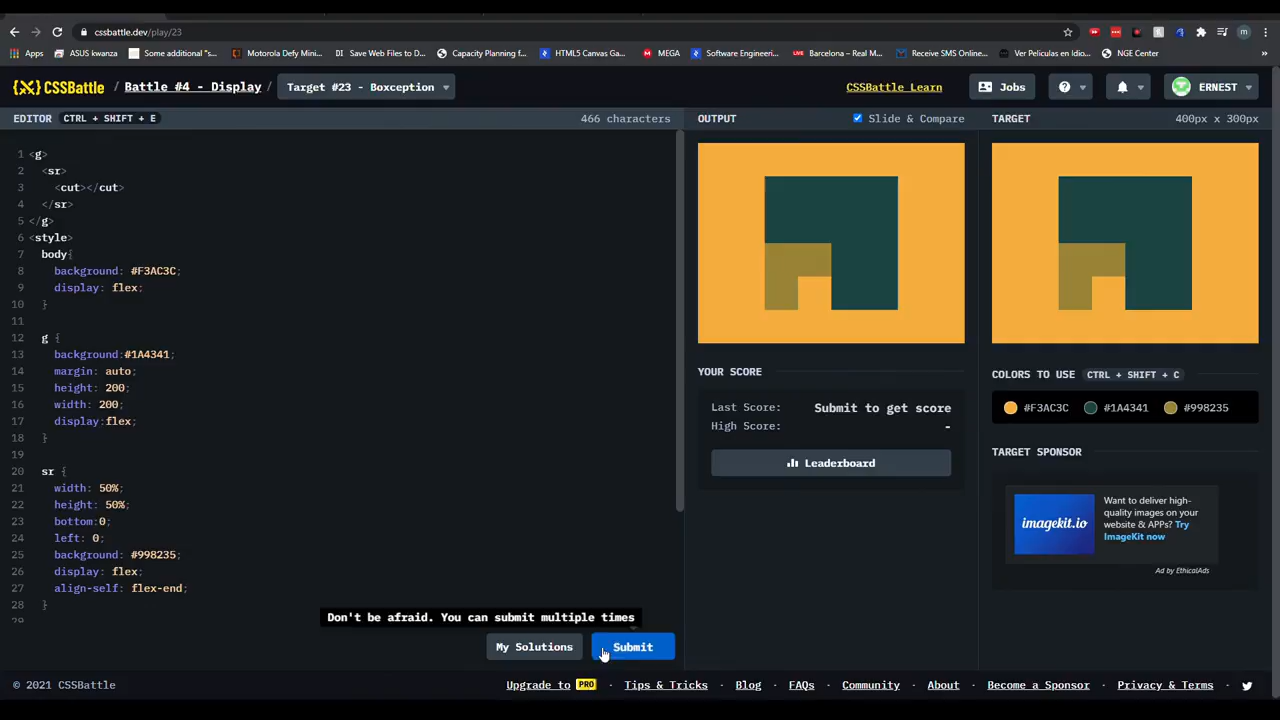 cssbattle.dev/play/23
Apps ASUS kwanza Some additional "s... Motorola Defy Mini... Save Web Files to D... Capacity Planning f... HTML5 Canvas Ga... MEGA Software Engineeri... Barcelona – Real M... Receive SMS Online... Ver Peliculas en Idio... NGE Center »
{X} CSSBattle / Battle #4 - Display / Target #23 - Boxception CSSBattle Learn Jobs ERNEST
EDITOR CTRL + SHIFT + E 466 characters OUTPUT Slide & Compare TARGET 400px x 300px
1 <g>
2 <sr>
3 <cut></cut>
4 </sr>
5 </g>
6 <style>
7 body{
8 background: #F3AC3C;
9 display: flex;
10 }
11
12 g {
13 background:#1A4341;
14 margin: auto;
15 height: 200;
16 width: 200;
17 display:flex;
18 }
19
20 sr {
21 width: 50%;
22 height: 50%;
23 bottom:0;
24 left: 0;
25 background: #998235;
26 display: flex;
27 align-self: flex-end;
28 }
29
YOUR SCORE
Last Score: Submit to get score
High Score: -
Leaderboard
COLORS TO USE CTRL + SHIFT + C
#F3AC3C #1A4341 #998235
TARGET SPONSOR
imagekit.io
Want to deliver high-
quality images on your
website & APPs? Try
ImageKit now
Ad by EthicalAds
Don't be afraid. You can submit multiple times
My Solutions Submit
© 2021 CSSBattle Upgrade to PRO · Tips & Tricks · Blog · FAQs · Community · About · Become a Sponsor · Privacy & Terms ·